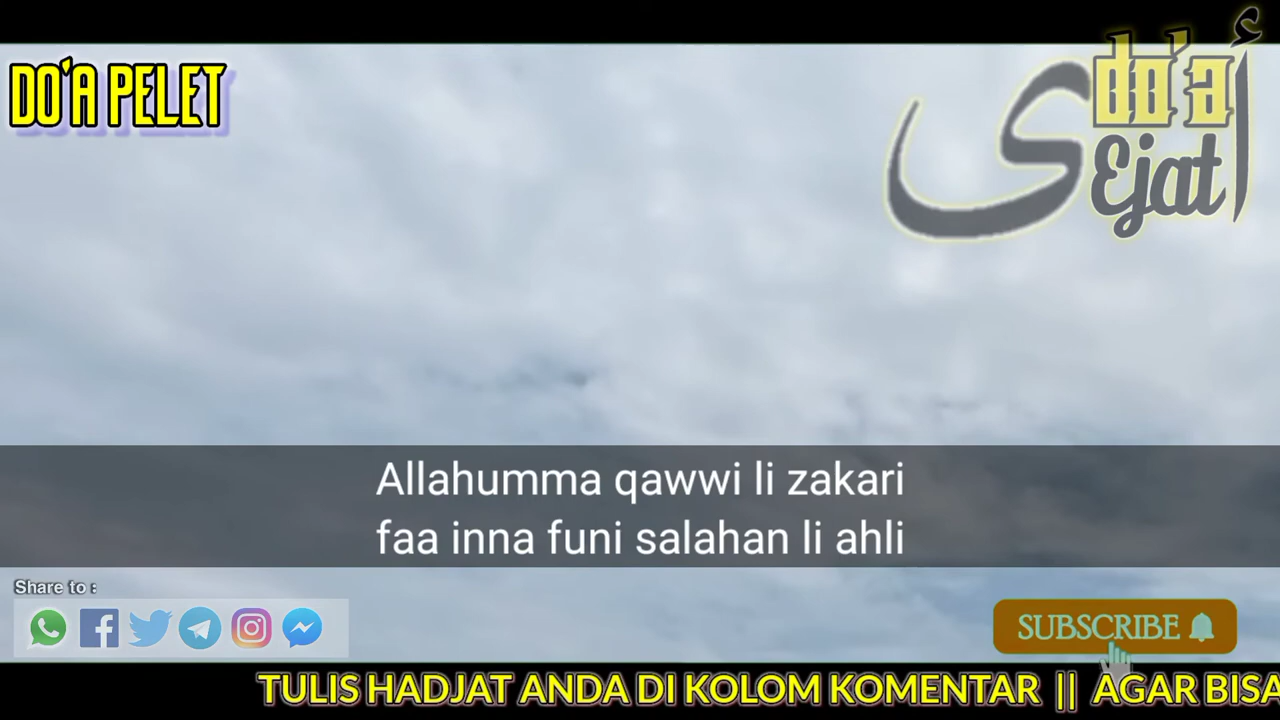 DO'A PELET
do'a
Ejat
Allahumma qawwi li zakari
faa inna funi salahan li ahli
Share to :
SUBSCRIBE
TULIS HADJAT ANDA DI KOLOM KOMENTAR || AGAR BISA